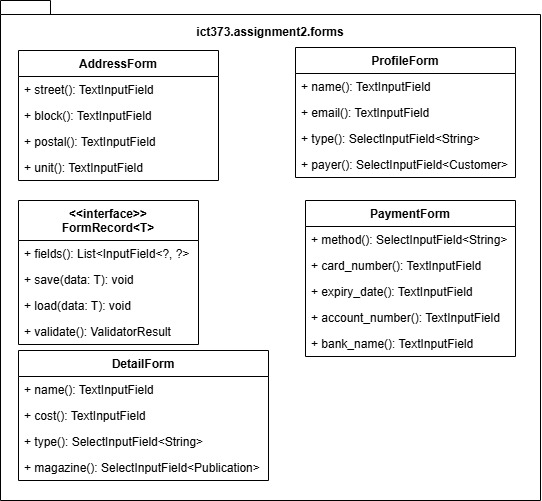 ict373.assignment2.forms
AddressForm
+ street(): TextInputField
+ block(): TextInputField
+ postal(): TextInputField
+ unit(): TextInputField
ProfileForm
+ name(): TextInputField
+ email(): TextInputField
+ type(): SelectInputField<String>
+ payer(): SelectInputField<Customer>
<<interface>>
FormRecord<T>
+ fields(): List<InputField<?, ?>
+ save(data: T): void
+ load(data: T): void
+ validate(): ValidatorResult
PaymentForm
+ method(): SelectInputField<String>
+ card_number(): TextInputField
+ expiry_date(): TextInputField
+ account_number(): TextInputField
+ bank_name(): TextInputField
DetailForm
+ name(): TextInputField
+ cost(): TextInputField
+ type(): SelectInputField<String>
+ magazine(): SelectInputField<Publication>